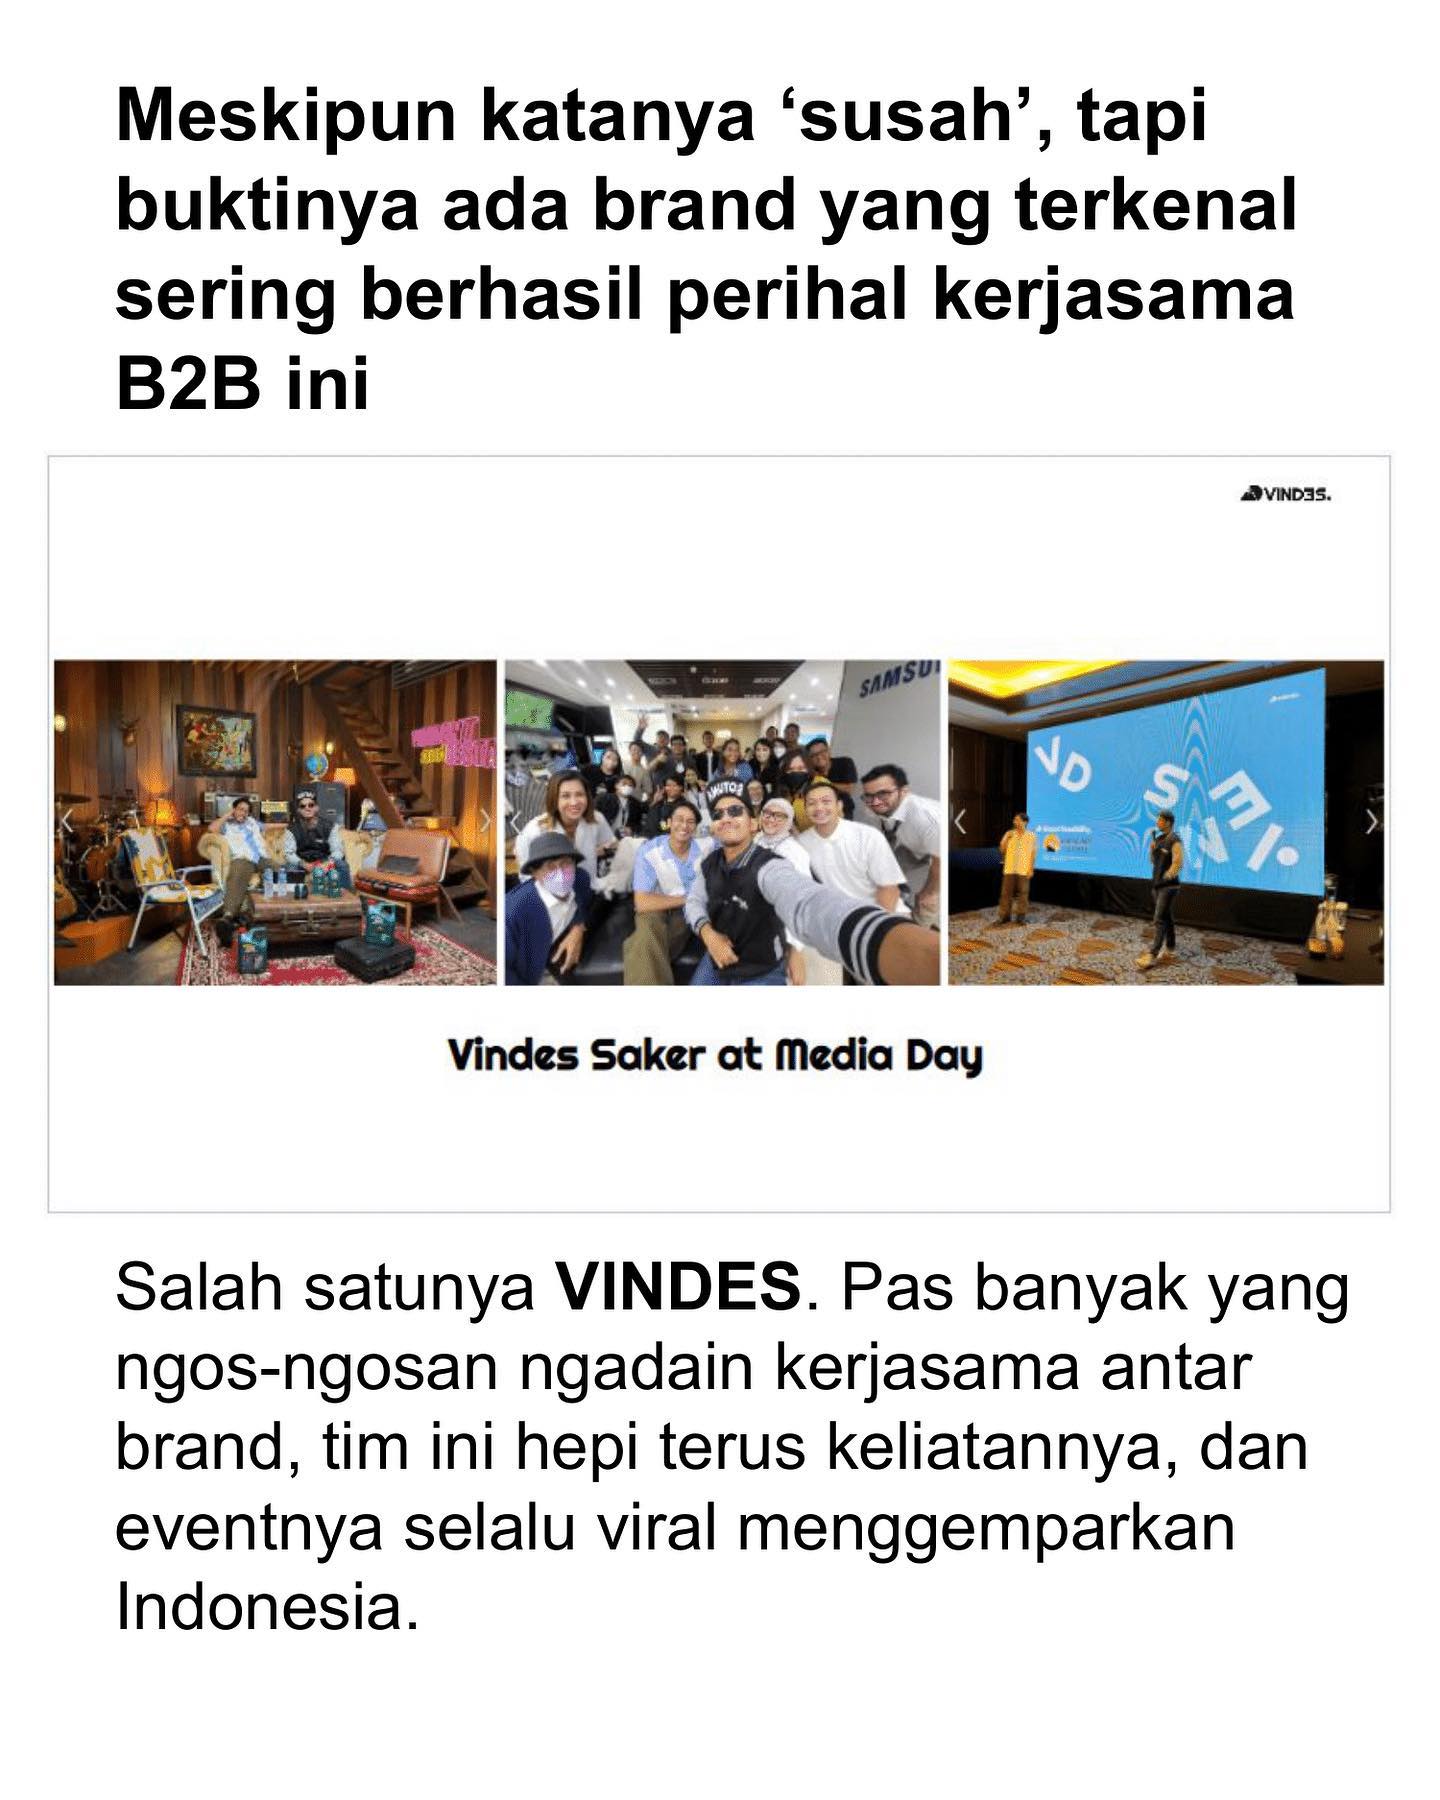 Meskipun katanya ‘susah’, tapi
buktinya ada brand yang terkenal
sering berhasil perihal kerjasama
B2B ini
VINDES.
SAMSU
VD
Vindes Saker at Media Day
Salah satunya VINDES. Pas banyak yang
ngos-ngosan ngadain kerjasama antar
brand, tim ini hepi terus keliatannya, dan
eventnya selalu viral menggemparkan
Indonesia.